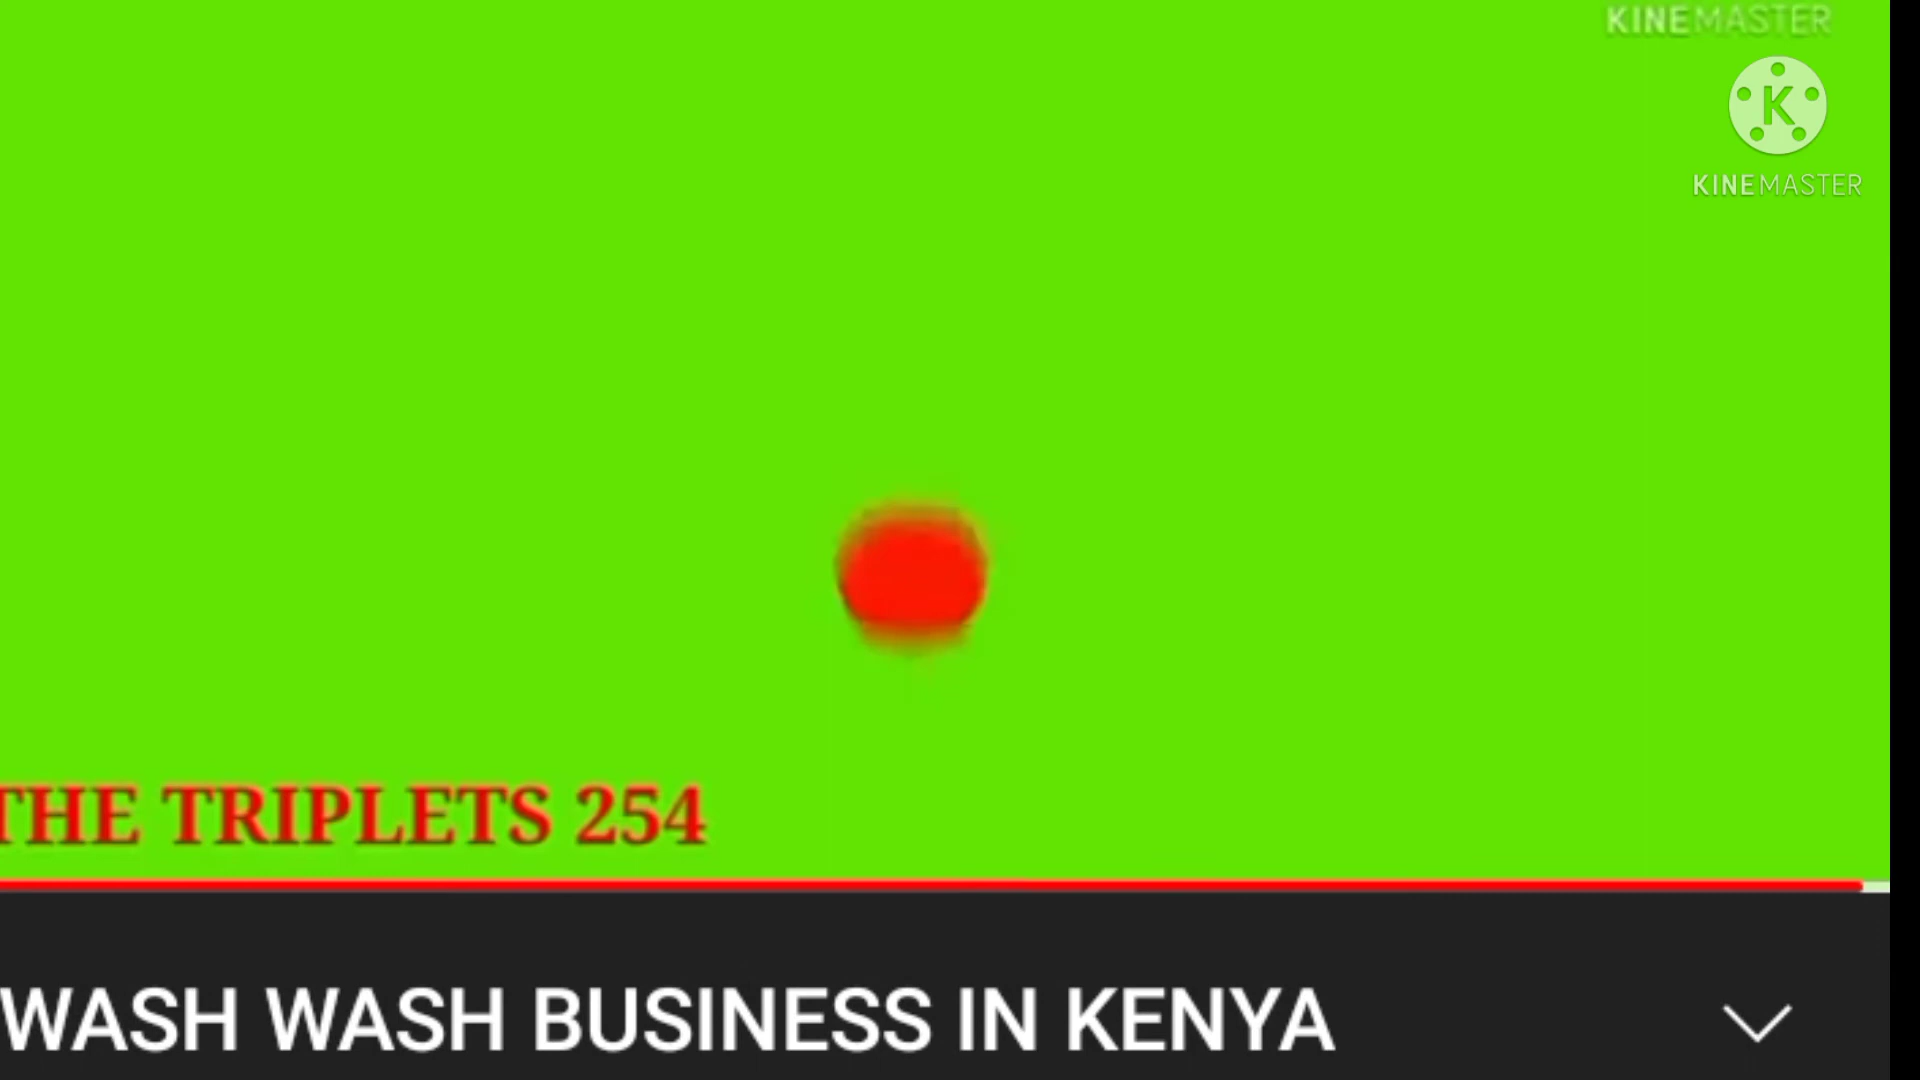 KINEMASTER
K
KINEMASTER
THE TRIPLETS 254
WASH WASH BUSINESS IN KENYA